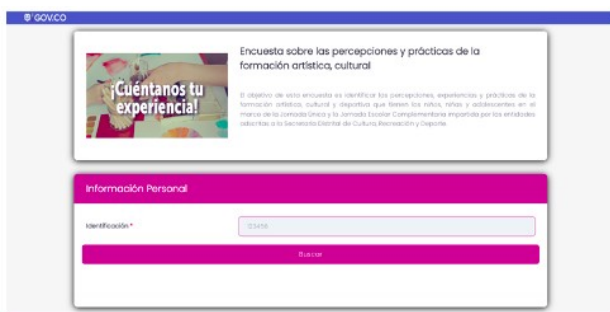 GOV.CO
¡Cuéntanos tu
experiencia!
Encuesta sobre las percepciones y prácticas de la
formación artística, cultural
El objetivo de esta encuesta es identificar las percepciones, experiencias y prácticas de la
formación artística, cultural y deportiva que tienen los niños, niñas y adolescentes en el
marco de la Jornada Única y la Jornada Escolar Complementaria impartida por las entidades
adscritas a la Secretaría Distrital de Cultura, Recreación y Deporte.
Información Personal
Identificación *
123456
Buscar